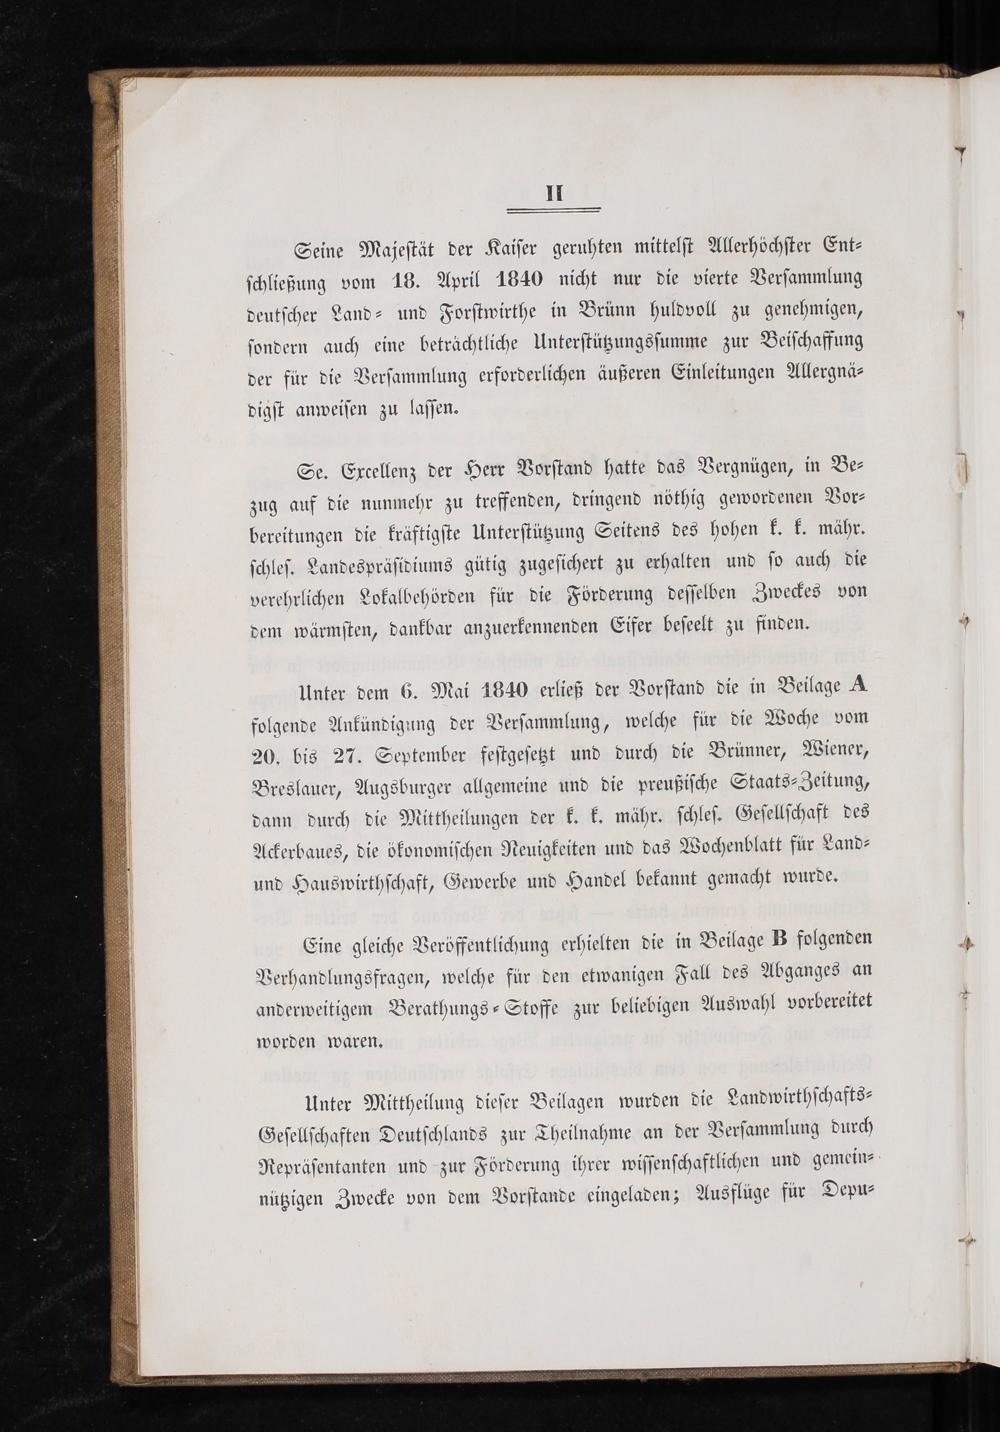 II
Seine Majeſtät der Kaiſer geruhten mittelſt Allerhöchſter Ent⸗
ſchließung vom 18. April 1840 nicht nur die vierte Verſammlung
deutſcher Land⸗ und Forſtwirthe in Brünn huldvoll zu genehmigen,
ſondern auch eine beträchtliche Unterſtützungsſumme zur Beiſchaffung
der für die Verſammlung erforderlichen äußeren Einleitungen Allergnä⸗
digſt anweiſen zu laſſen.
Se. Excellenz der Herr Vorſtand hatte das Vergnügen, in Be⸗
zug auf die nunmehr zu treffenden, dringend nöthig gewordenen Vor⸗
bereitungen die kräftigſte Unterſtützung Seitens des hohen k. k. mähr.
ſchleſ. Landespräſidiums gütig zugeſichert zu erhalten und ſo auch die
verehrlichen Lokalbehörden für die Förderung deſſelben Zweckes von
dem wärmſten, dankbar anzuerkennenden Eifer beſeelt zu finden.
Unter dem 6. Mai 1840 erließ der Vorſtand die in Beilage A
folgende Ankündigung der Verſammlung, welche für die Woche vom
20. bis 27. September feſtgeſetzt und durch die Brünner, Wiener,
Breslauer, Augsburger allgemeine und die preußiſche Staats⸗Zeitung,
dann durch die Mittheilungen der k. k. mähr. ſchleſ. Geſellſchaft des
Ackerbaues, die ökonomiſchen Neuigkeiten und das Wochenblatt für Land⸗
und Hauswirthſchaft, Gewerbe und Handel bekannt gemacht wurde.
Eine gleiche Veröffentlichung erhielten die in Beilage B folgenden
Verhandlungsfragen, welche für den etwanigen Fall des Abganges an
anderweitigem Berathungs⸗Stoffe zur beliebigen Auswahl vorbereitet
worden waren.
Unter Mittheilung dieſer Beilagen wurden die Landwirthſchafts⸗
Geſellſchaften Deutſchlands zur Theilnahme an der Verſammlung durch
Repräſentanten und zur Förderung ihrer wiſſenſchaftlichen und gemein⸗
nützigen Zwecke von dem Vorſtande eingeladen; Ausflüge für Depu⸗